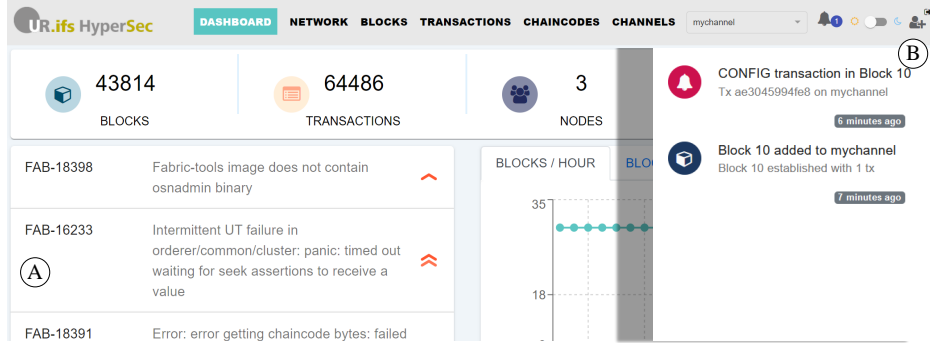 UR.ifs HyperSec
DASHBOARD NETWORK BLOCKS TRANSACTIONS CHAINCODES CHANNELS mychannel 1
B
43814
BLOCKS
64486
TRANSACTIONS
3
NODES
FAB-18398 Fabric-tools image does not contain
osnadmin binary
FAB-16233 Intermittent UT failure in
orderer/common/cluster: panic: timed out
waiting for seek assertions to receive a
value
A
FAB-18391 Error: error getting chaincode bytes: failed
BLOCKS / HOUR BLO
35
18
CONFIG transaction in Block 10
Tx ae3045994fe8 on mychannel
6 minutes ago
Block 10 added to mychannel
Block 10 established with 1 tx
7 minutes ago